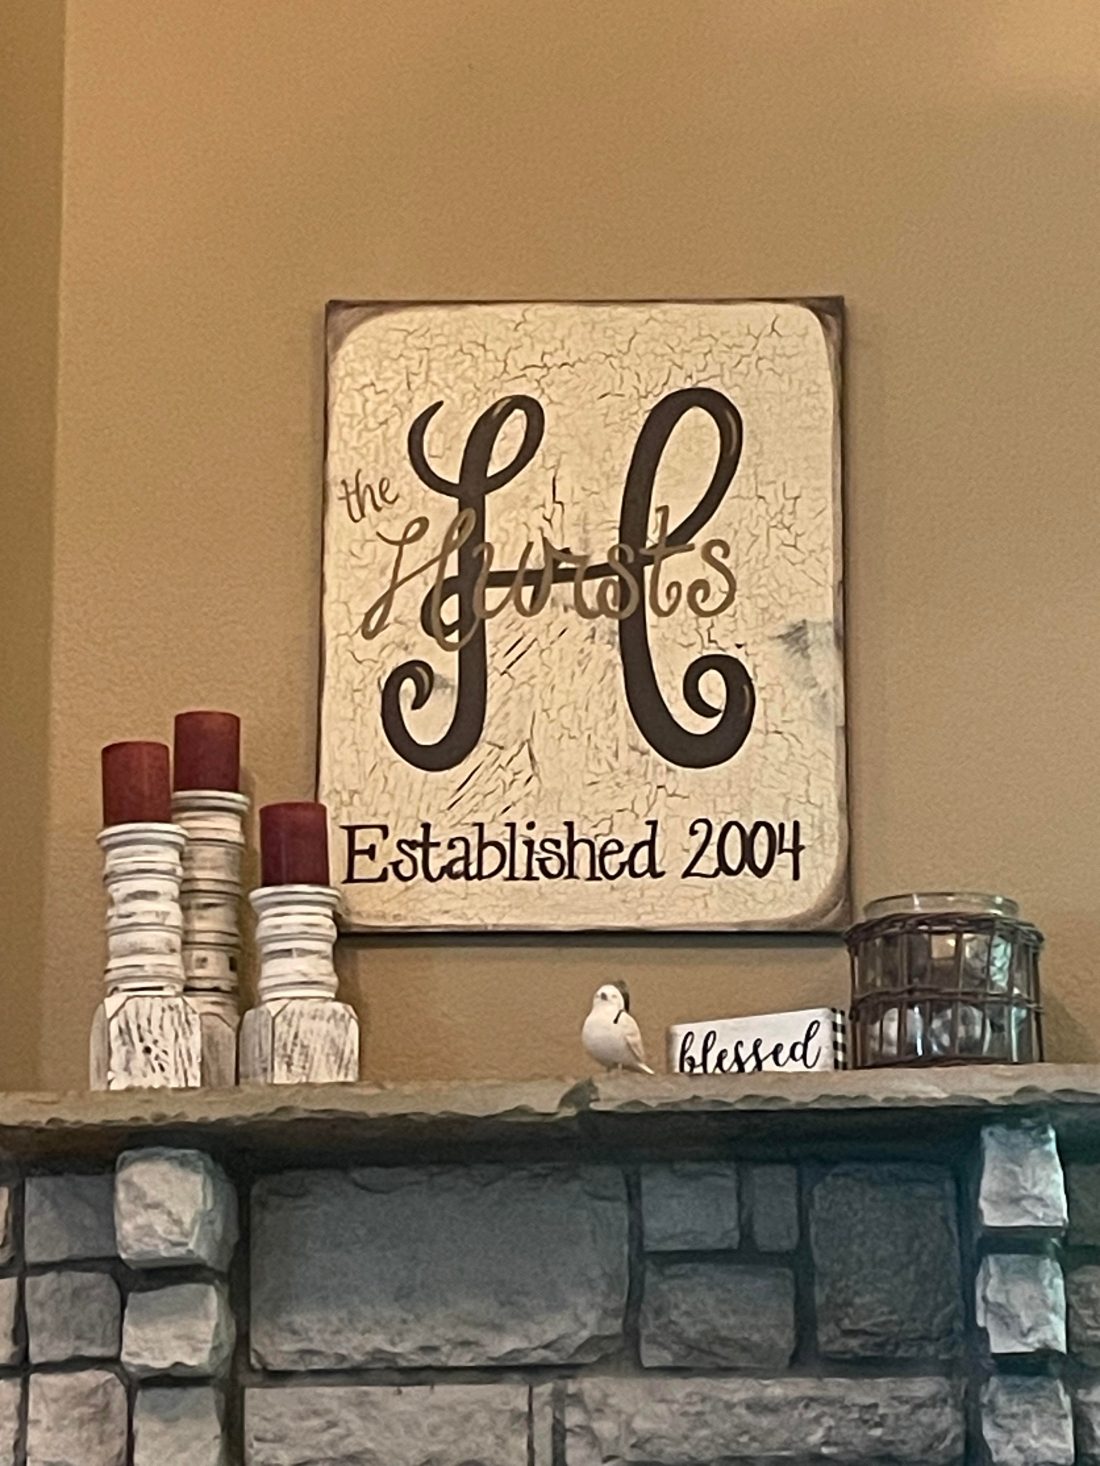 H
the
Hursts
Established 2004
blessed